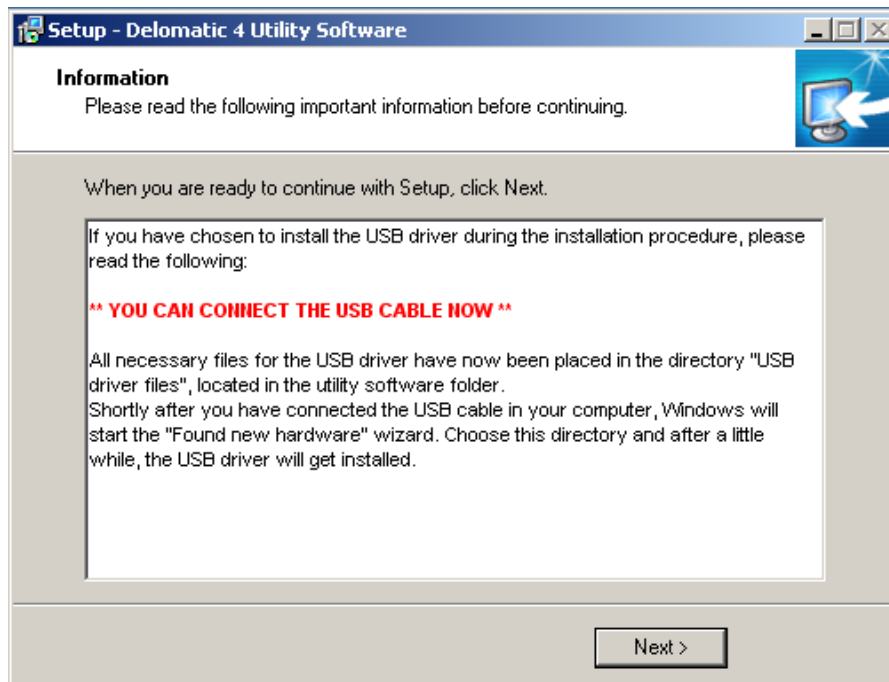 Setup - Delomatic 4 Utility Software
Information
Please read the following important information before continuing.
When you are ready to continue with Setup, click Next.
If you have chosen to install the USB driver during the installation procedure, please
read the following:
** YOU CAN CONNECT THE USB CABLE NOW **
All necessary files for the USB driver have now been placed in the directory "USB
driver files", located in the utility software folder.
Shortly after you have connected the USB cable in your computer, Windows will
start the "Found new hardware" wizard. Choose this directory and after a little
while, the USB driver will get installed.
Next >